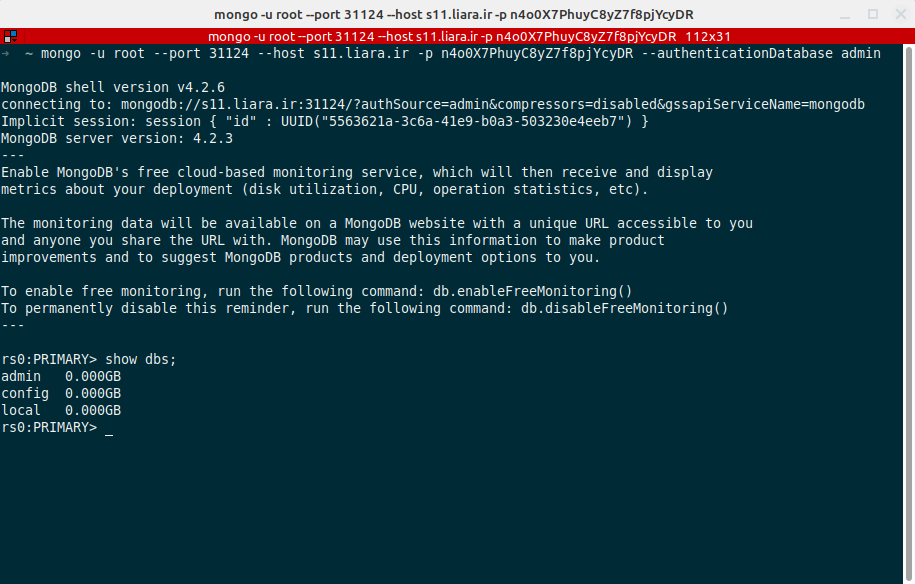 mongo -u root --port 31124 --host s11.liara.ir -p n4o0X7PhuyC8yZ7f8pjYcyDR
mongo -u root --port 31124 --host s11.liara.ir -p n4o0X7PhuyC8yZ7f8pjYcyDR 112x31
→ ~ mongo -u root --port 31124 --host s11.liara.ir -p n4o0X7PhuyC8yZ7f8pjYcyDR --authenticationDatabase admin
MongoDB shell version v4.2.6
connecting to: mongodb://s11.liara.ir:31124/?authSource=admin&compressors=disabled&gssapiServiceName=mongodb
Implicit session: session { "id" : UUID("5563621a-3c6a-41e9-b0a3-503230e4eeb7") }
MongoDB server version: 4.2.3
---
Enable MongoDB's free cloud-based monitoring service, which will then receive and display
metrics about your deployment (disk utilization, CPU, operation statistics, etc).
The monitoring data will be available on a MongoDB website with a unique URL accessible to you
and anyone you share the URL with. MongoDB may use this information to make product
improvements and to suggest MongoDB products and deployment options to you.
To enable free monitoring, run the following command: db.enableFreeMonitoring()
To permanently disable this reminder, run the following command: db.disableFreeMonitoring()
---
rs0:PRIMARY> show dbs;
admin   0.000GB
config  0.000GB
local   0.000GB
rs0:PRIMARY> _